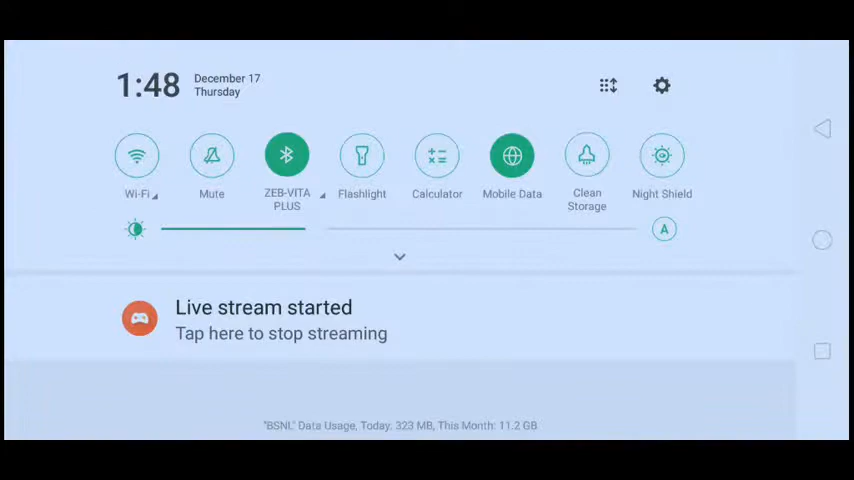 1:48
December 17
Thursday
Wi-Fi
Mute
ZEB-VITA
PLUS
Flashlight
Calculator
Mobile Data
Clean
Storage
Night Shield
A
Live stream started
Tap here to stop streaming
"BSNL" Data Usage, Today: 323 MB, This Month: 11.2 GB